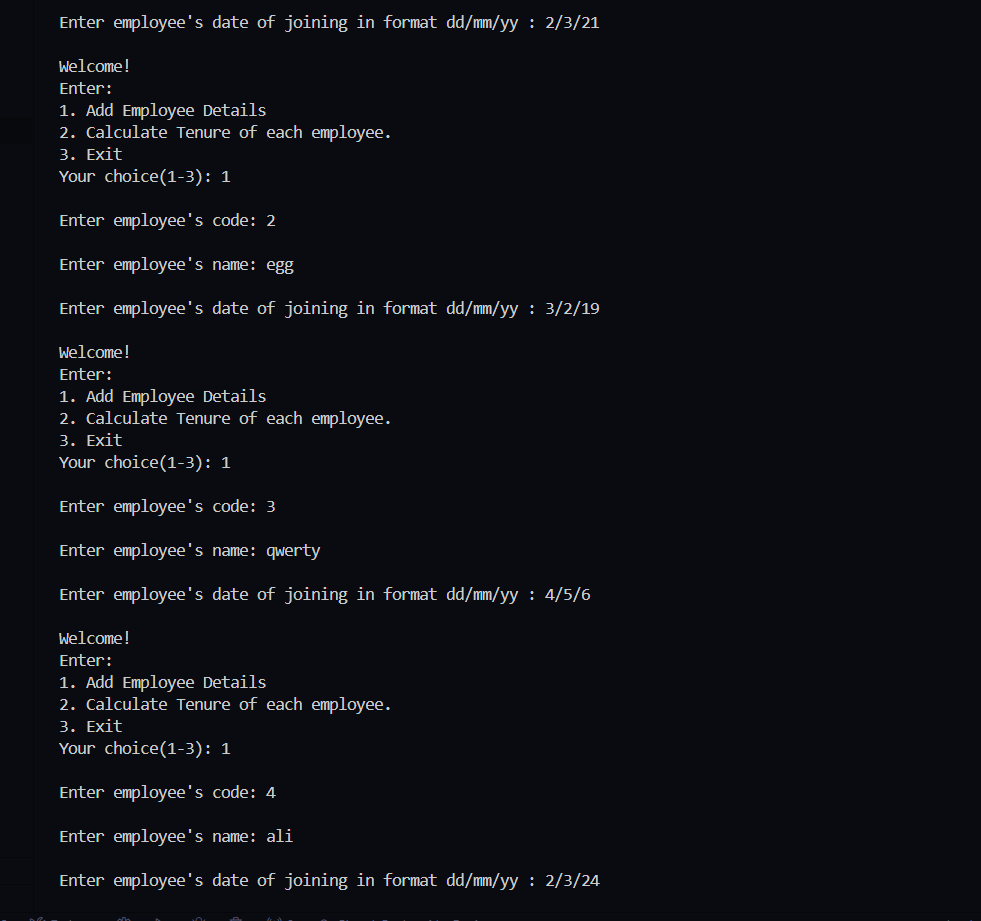 Enter employee's date of joining in format dd/mm/yy : 2/3/21
Welcome!
Enter:
1. Add Employee Details
2. Calculate Tenure of each employee.
3. Exit
Your choice(1-3): 1
Enter employee's code: 2
Enter employee's name: egg
Enter employee's date of joining in format dd/mm/yy : 3/2/19
Welcome!
Enter:
1. Add Employee Details
2. Calculate Tenure of each employee.
3. Exit
Your choice(1-3): 1
Enter employee's code: 3
Enter employee's name: qwerty
Enter employee's date of joining in format dd/mm/yy : 4/5/6
Welcome!
Enter:
1. Add Employee Details
2. Calculate Tenure of each employee.
3. Exit
Your choice(1-3): 1
Enter employee's code: 4
Enter employee's name: ali
Enter employee's date of joining in format dd/mm/yy : 2/3/24